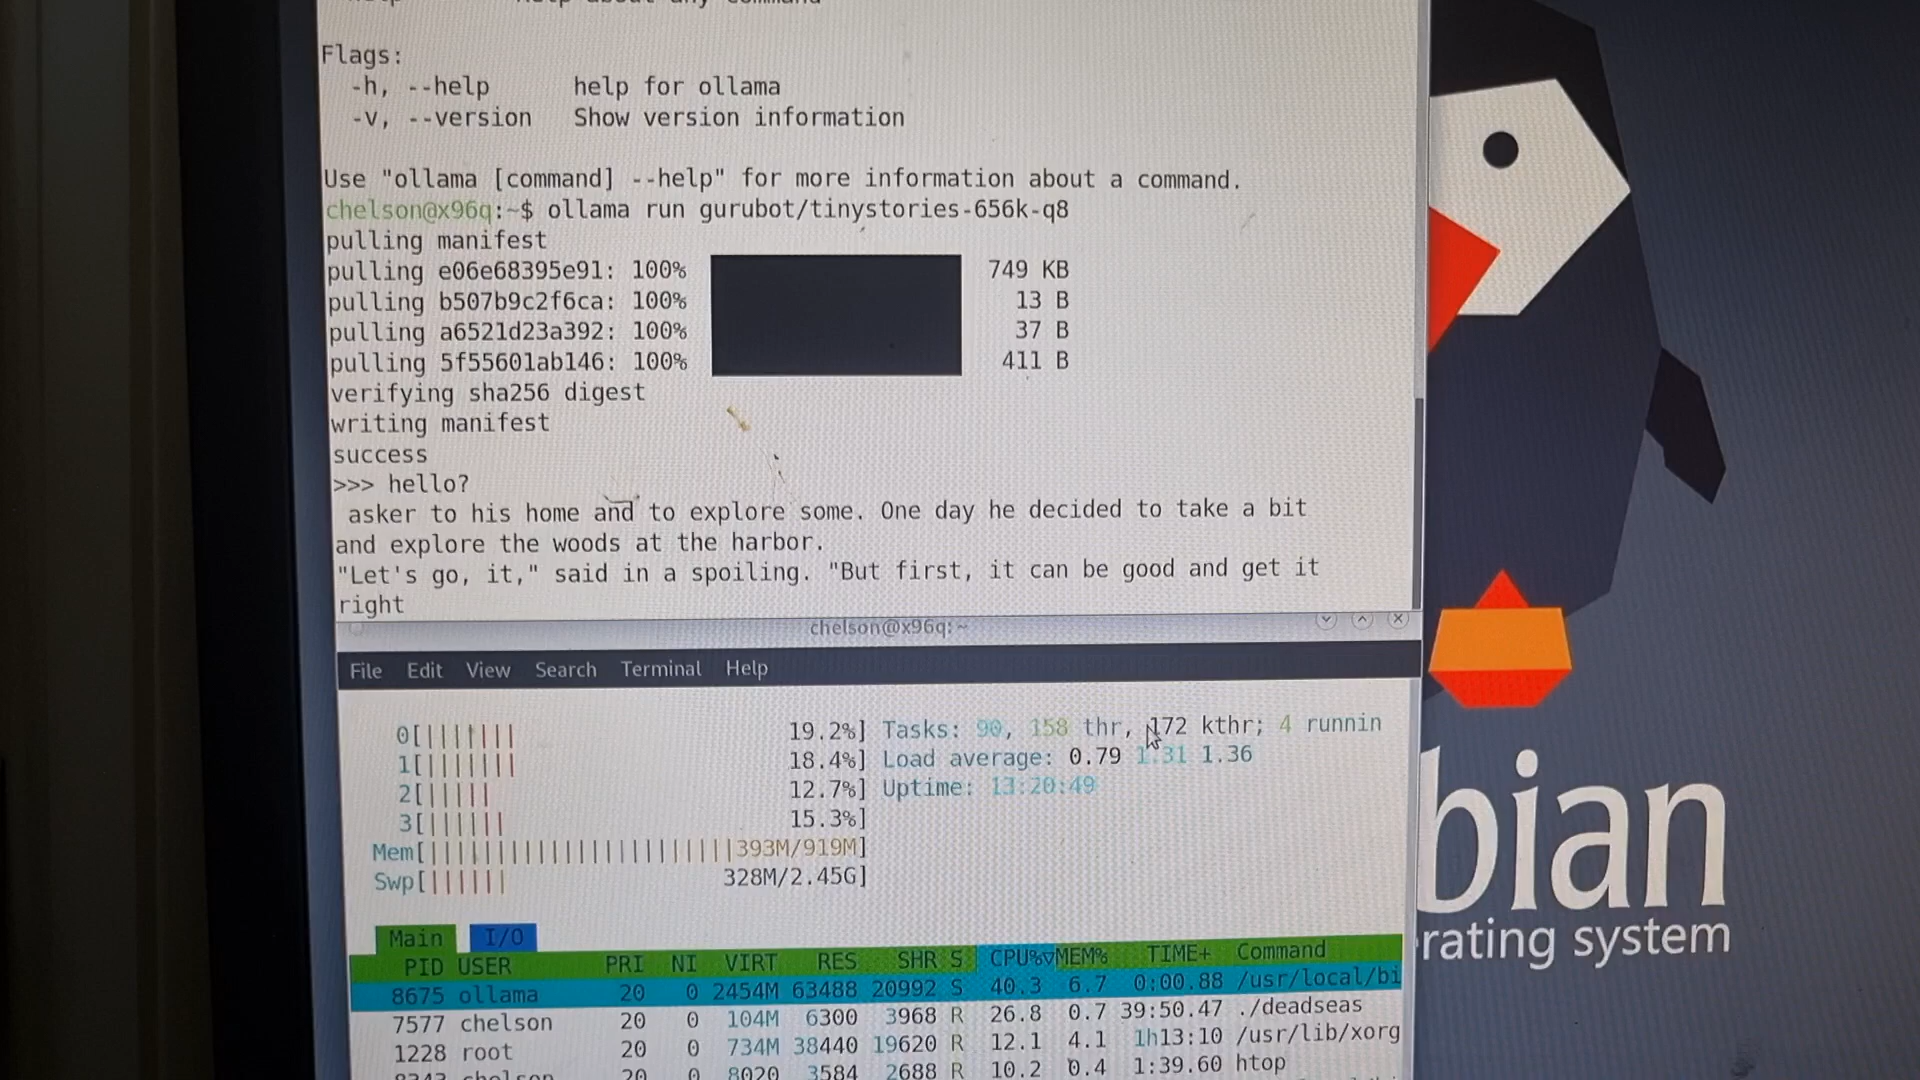 help          Help about any command
Flags:
-h, --help      help for ollama
-v, --version   Show version information
Use "ollama [command] --help" for more information about a command.
chelson@x96q:~$ ollama run gurubot/tinystories-656k-q8
pulling manifest
pulling e06e68395e91: 100% 749 KB
pulling b507b9c2f6ca: 100% 13 B
pulling a6521d23a392: 100% 37 B
pulling 5f55601ab146: 100% 411 B
verifying sha256 digest
writing manifest
success
>>> hello?
asker to his home and to explore some. One day he decided to take a bit
and explore the woods at the harbor.
"Let's go, it," said in a spoiling. "But first, it can be good and get it
right
chelson@x96q:~
File Edit View Search Terminal Help
0[||||||| 19.2%] Tasks: 90, 158 thr, 172 kthr; 4 runnin
1[||||||| 18.4%] Load average: 0.79 1.31 1.36
2[||||| 12.7%] Uptime: 13:20:49
3[|||||| 15.3%]
Mem[||||||||||||||||||||||393M/919M]
Swp[|||||| 328M/2.45G]
Main I/O
PID USER PRI NI VIRT RES SHR S CPU%▽MEM% TIME+ Command
8675 ollama 20 0 2454M 63488 20992 S 40.3 6.7 0:00.88 /usr/local/bi
7577 chelson 20 0 104M 6300 3968 R 26.8 0.7 39:50.47 ./deadseas
1228 root 20 0 734M 38440 19620 R 12.1 4.1 1h13:10 /usr/lib/xorg
8343 chelson 20 0 8020 3584 2688 R 10.2 0.4 1:39.60 htop
bian
rating system